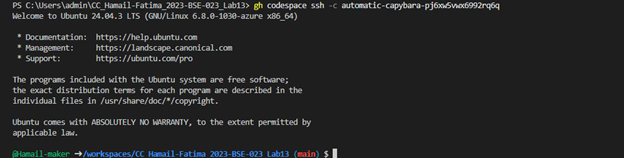 PS C:\Users\admin\CC_Hamail-Fatima_2023-BSE-023_Lab13> gh codespace ssh -c automatic-capybara-pj6xw5vwx6992rq6q
Welcome to Ubuntu 24.04.3 LTS (GNU/Linux 6.8.0-1030-azure x86_64)
* Documentation: https://help.ubuntu.com
* Management: https://landscape.canonical.com
* Support: https://ubuntu.com/pro
The programs included with the Ubuntu system are free software;
the exact distribution terms for each program are described in the
individual files in /usr/share/doc/*/copyright.
Ubuntu comes with ABSOLUTELY NO WARRANTY, to the extent permitted by
applicable law.
@Hamail-maker ➜/workspaces/CC_Hamail-Fatima_2023-BSE-023_Lab13 (main) $